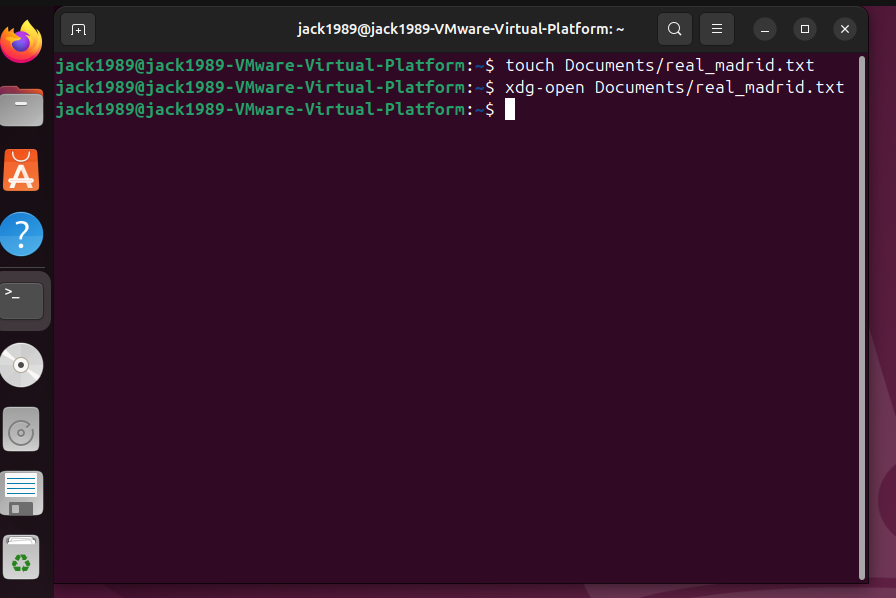 jack1989@jack1989-VMware-Virtual-Platform: ~
jack1989@jack1989-VMware-Virtual-Platform:~$ touch Documents/real_madrid.txt
jack1989@jack1989-VMware-Virtual-Platform:~$ xdg-open Documents/real_madrid.txt
jack1989@jack1989-VMware-Virtual-Platform:~$